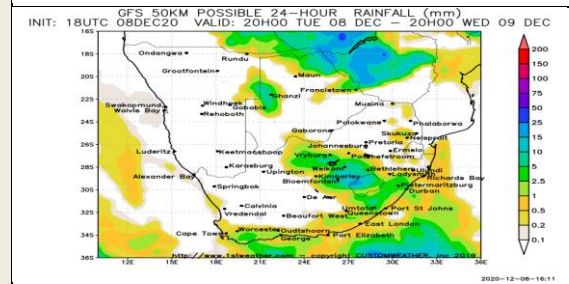 GFS 50KM POSSIBLE 24-HOUR RAINFALL (mm)
INIT: 18UTC 08DEC20 VALID: 20H00 TUE 08 DEC - 20H00 WED 09 DEC
16S
Ondangwa
Rundu
18S
Grootfontein
Maun
20S
Francistown
Ghanzi
Swakopmund
Windhoek
Gobabis
Musina
22S
Walvis Bay
Rehoboth
Polokwane
Phalaborwa
24S
Gaborone
Skukuza
Pretoria
Nelspruit
Johannesburg
Ermelo
26S
Luderitz
Keetmanshoop
Vryburg
Potchefstroom
Karasburg
Welkom
Bethlehem
Ulundi
28S
Alexander Bay
Upington
Kimberley
Ladysmith
Richards Bay
Springbok
Bloemfontein
Pietermaritzburg
Durban
30S
De Aar
Calvinia
Umtata
Port St Johns
32S
Vredendal
Beaufort West
Queenstown
East London
Cape Town
Worcester
Oudtshoorn
34S
George
Port Elizabeth
http://www.1stweather.com - copyright CUSTOMWEATHER, inc 2019
36S
12E 15E 18E 21E 24E 27E 30E 33E 36E
200
150
100
75
50
25
15
10
5
2.5
1
0.5
0.2
0.1
2020-12-08-16:11